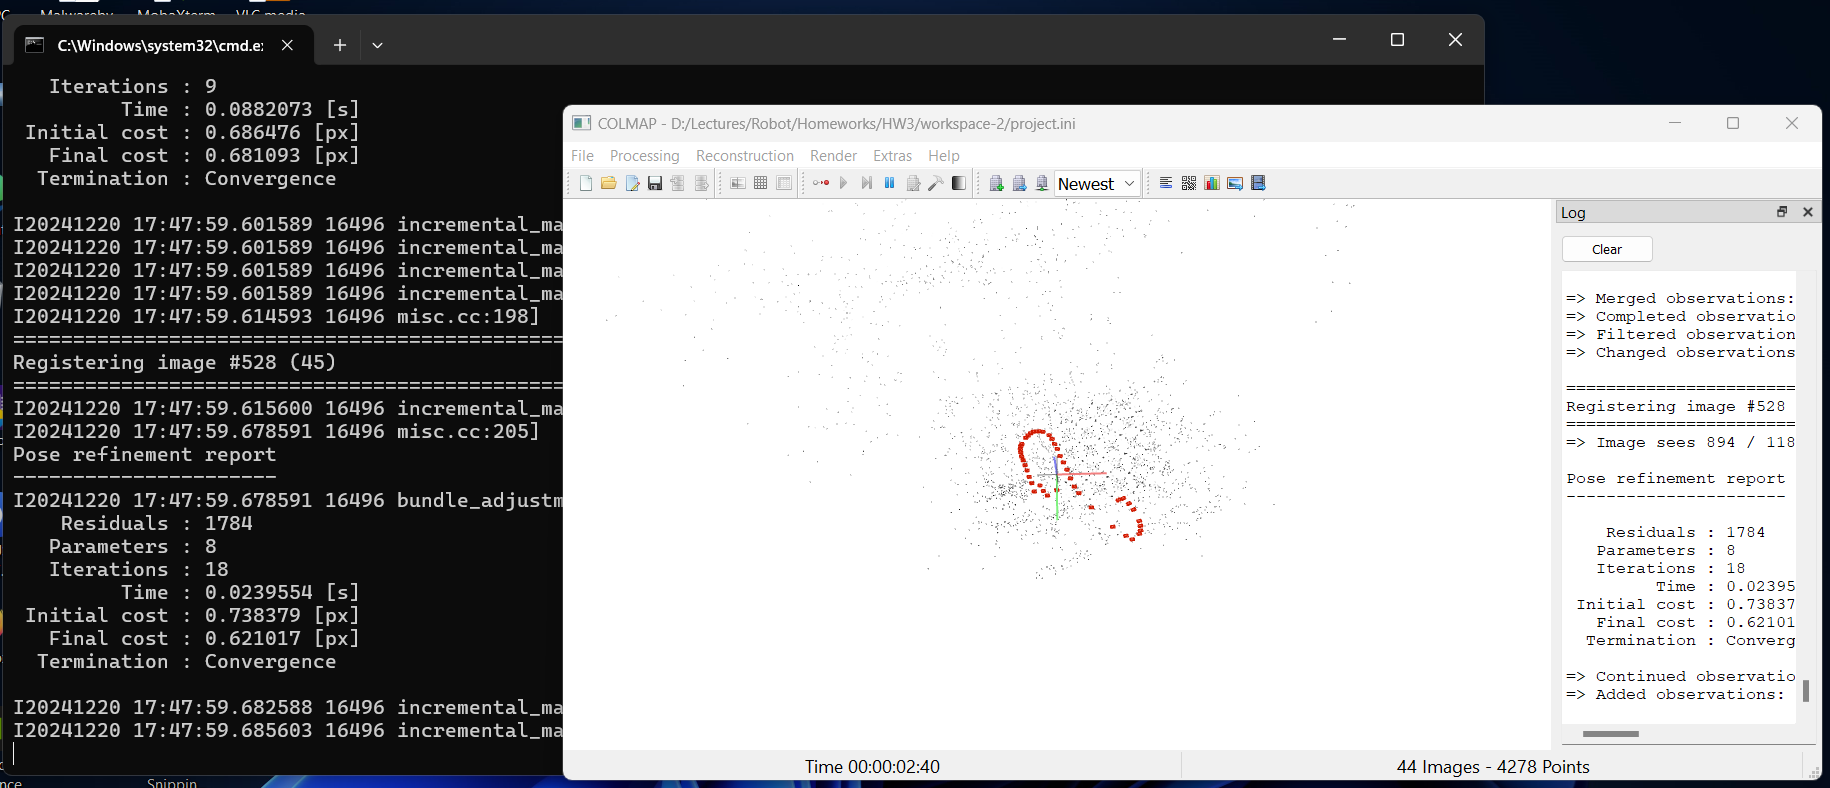 Malwareby MobaXterm VLC media
C:\Windows\system32\cmd.e
Iterations : 9
Time : 0.0882073 [s]
Initial cost : 0.686476 [px]
Final cost : 0.681093 [px]
Termination : Convergence
I20241220 17:47:59.601589 16496 incremental_ma
I20241220 17:47:59.601589 16496 incremental_ma
I20241220 17:47:59.601589 16496 incremental_ma
I20241220 17:47:59.601589 16496 incremental_ma
I20241220 17:47:59.614593 16496 misc.cc:198]
==============================================
Registering image #528 (45)
==============================================
I20241220 17:47:59.615600 16496 incremental_ma
I20241220 17:47:59.678591 16496 misc.cc:205]
Pose refinement report
----------------------
I20241220 17:47:59.678591 16496 bundle_adjustm
Residuals : 1784
Parameters : 8
Iterations : 18
Time : 0.0239554 [s]
Initial cost : 0.738379 [px]
Final cost : 0.621017 [px]
Termination : Convergence
I20241220 17:47:59.682588 16496 incremental_ma
I20241220 17:47:59.685603 16496 incremental_ma
COLMAP - D:/Lectures/Robot/Homeworks/HW3/workspace-2/project.ini
File Processing Reconstruction Render Extras Help
Newest
Log
Clear
=> Merged observations:
=> Completed observatio
=> Filtered observation
=> Changed observations
=======================
Registering image #528
=======================
=> Image sees 894 / 118
Pose refinement report
----------------------
Residuals : 1784
Parameters : 8
Iterations : 18
Time : 0.02395
Initial cost : 0.73837
Final cost : 0.62101
Termination : Converg
=> Continued observatio
=> Added observations:
Time 00:00:02:40
44 Images - 4278 Points
nce Snippin